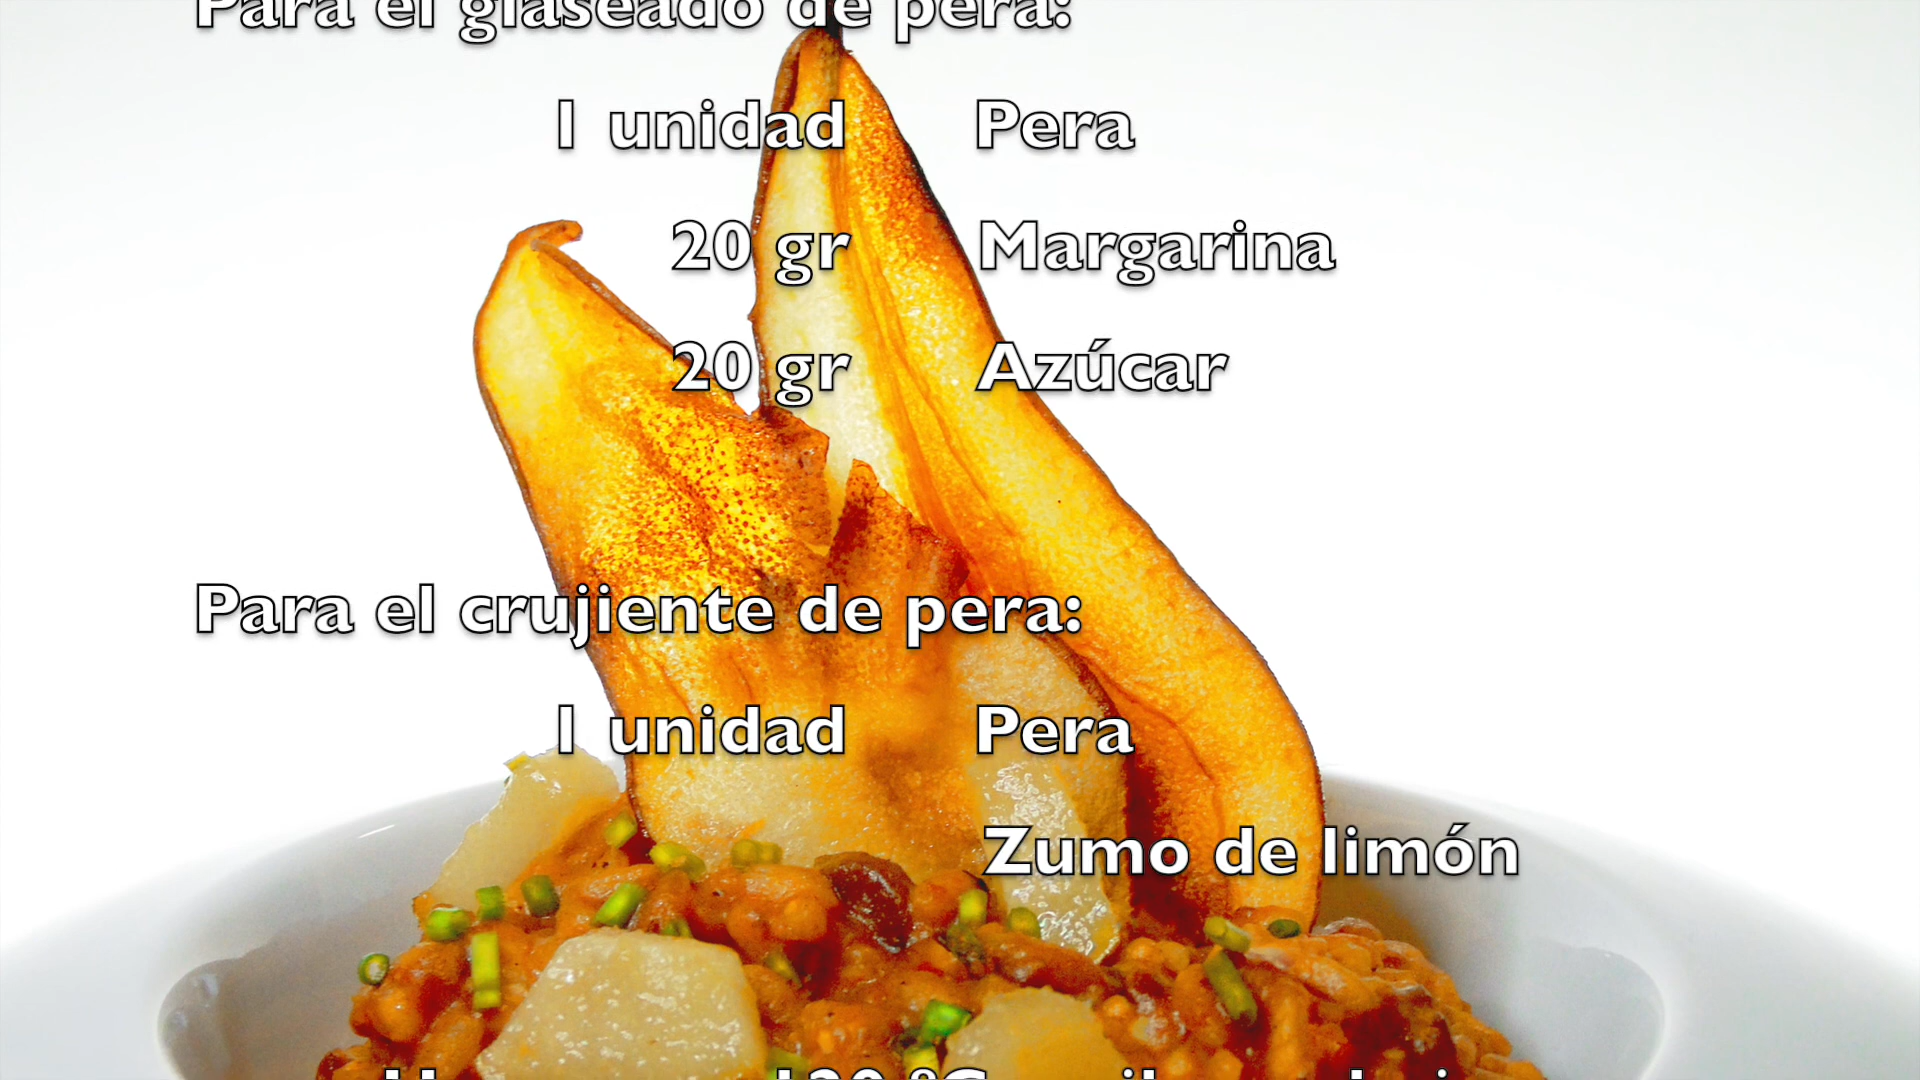 Para el glaseado de pera:
1 unidad Pera
20 gr Margarina
20 gr Azúcar
Para el crujiente de pera:
1 unidad Pera
Zumo de limón